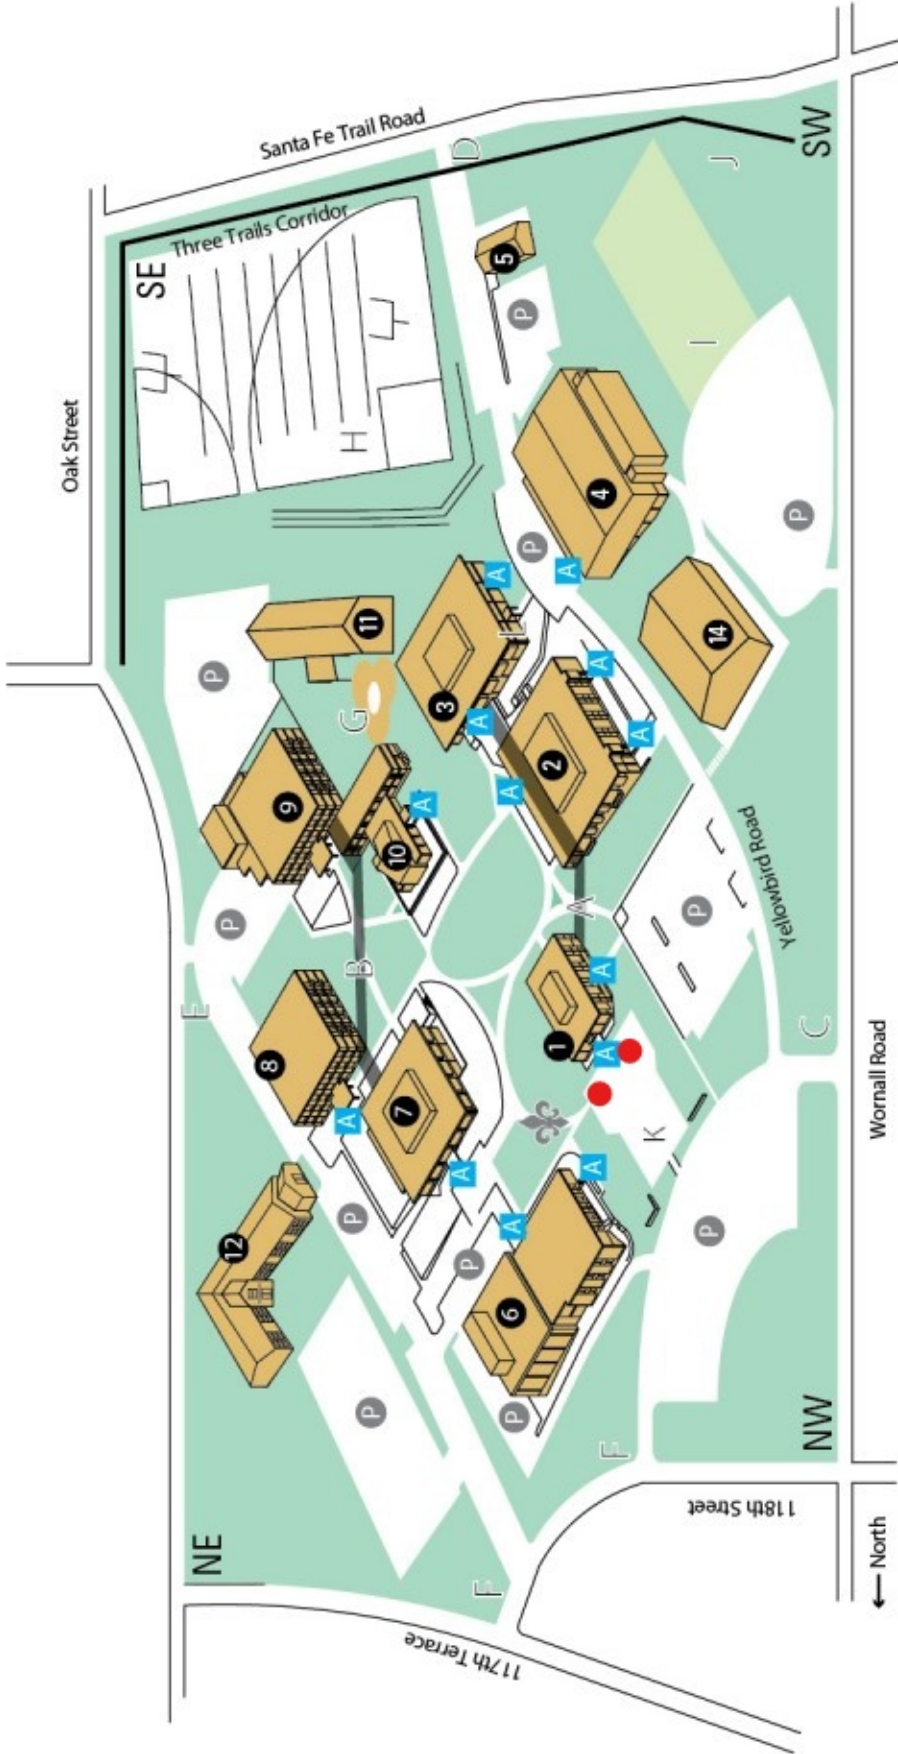 Oak Street
SE
E
NE
P
P
12
Three Trails Corridor
8
9
Santa Fe Trail Road
A
P
G
H
B
P
11
10
7
A
3
117th Terrace
A
D
P
A
F
A
5
6
A
L
A
P
P
P
2
1
A
A
A
A
4
A
A
F
A
K
P
I
P
14
J
118th Street
Yellowbird Road
P
C
NW
SW
← North
Wornall Road